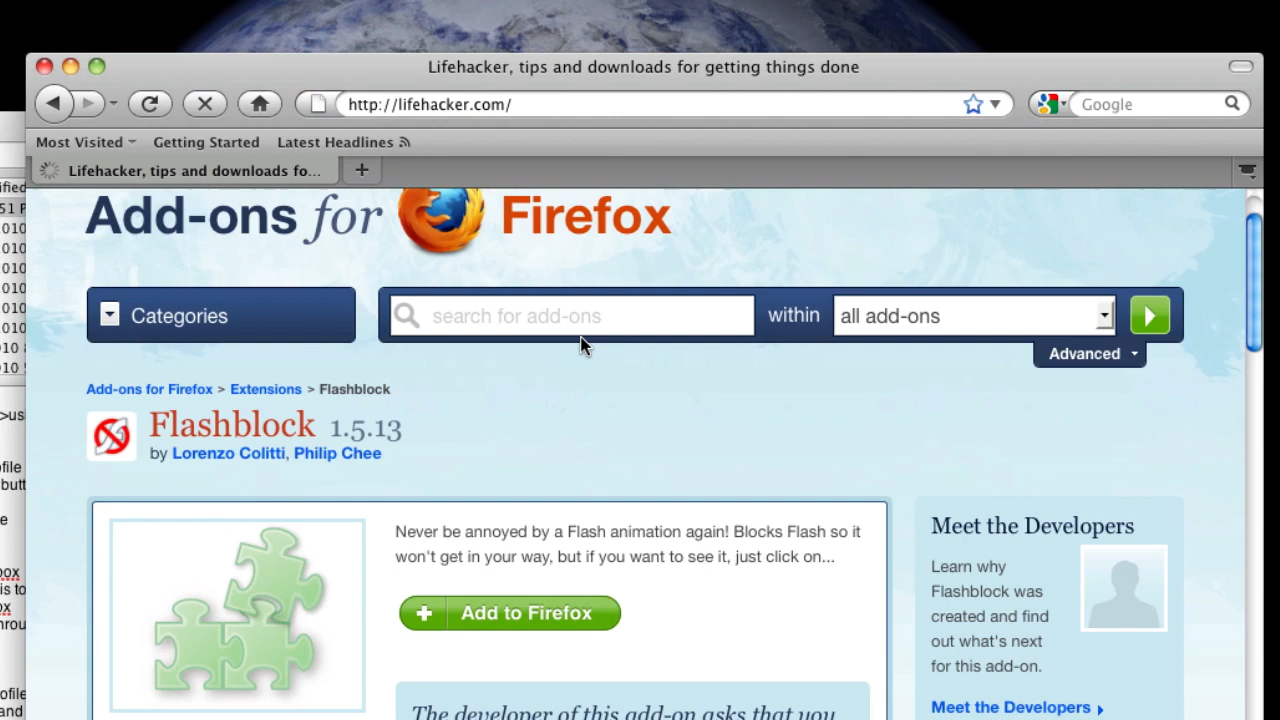 Lifehacker, tips and downloads for getting things done
http://lifehacker.com/
Google
Most Visited Getting Started Latest Headlines
Lifehacker, tips and downloads fo...
Add-ons for Firefox
Categories
search for add-ons within all add-ons
Advanced
Add-ons for Firefox > Extensions > Flashblock
Flashblock 1.5.13
by Lorenzo Colitti, Philip Chee
Never be annoyed by a Flash animation again! Blocks Flash so it
won't get in your way, but if you want to see it, just click on...
Add to Firefox
The developer of this add-on asks that you
Meet the Developers
Learn why
Flashblock was
created and find
out what's next
for this add-on.
Meet the Developers